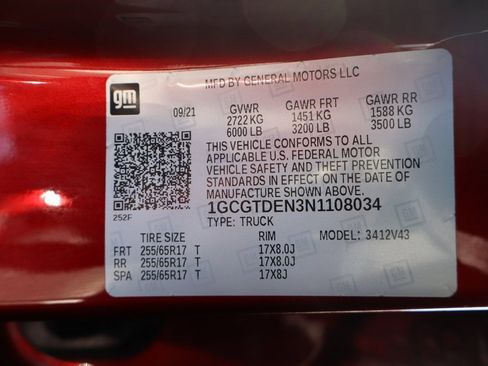 MFD BY GENERAL MOTORS LLC
gm
09/21 GVWR GAWR FRT GAWR RR
2722 KG 1451 KG 1588 KG
6000 LB 3200 LB 3500 LB
THIS VEHICLE CONFORMS TO ALL
APPLICABLE U.S. FEDERAL MOTOR
VEHICLE SAFETY AND THEFT PREVENTION
STANDARDS IN EFFECT ON THE DATE OF
MANUFACTURE SHOWN ABOVE.
252F 1GCGTDEN3N1108034
TYPE: TRUCK
TIRE SIZE RIM MODEL: 3412V43
FRT 255/65R17 T 17X8.0J
RR 255/65R17 T 17X8.0J
SPA 255/65R17 T 17X8J